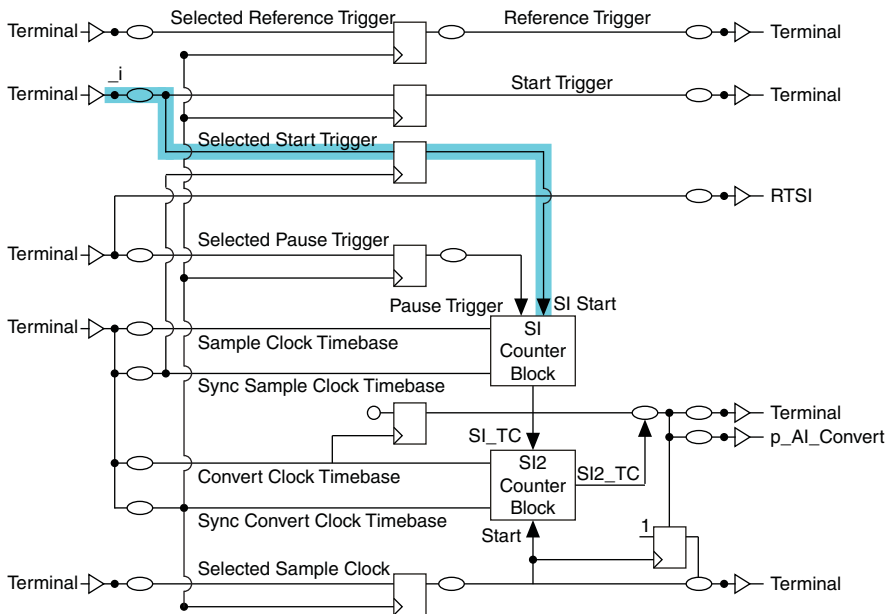 Terminal
Selected Reference Trigger
Reference Trigger
Terminal
_i
Terminal
Start Trigger
Terminal
Selected Start Trigger
RTSI
Terminal
Selected Pause Trigger
Pause Trigger
SI Start
Terminal
Sample Clock Timebase
SI
Counter
Block
Sync Sample Clock Timebase
Terminal
SI_TC
p_AI_Convert
Convert Clock Timebase
SI2
Counter
Block
SI2_TC
Sync Convert Clock Timebase
Start
1
Terminal
Selected Sample Clock
Terminal